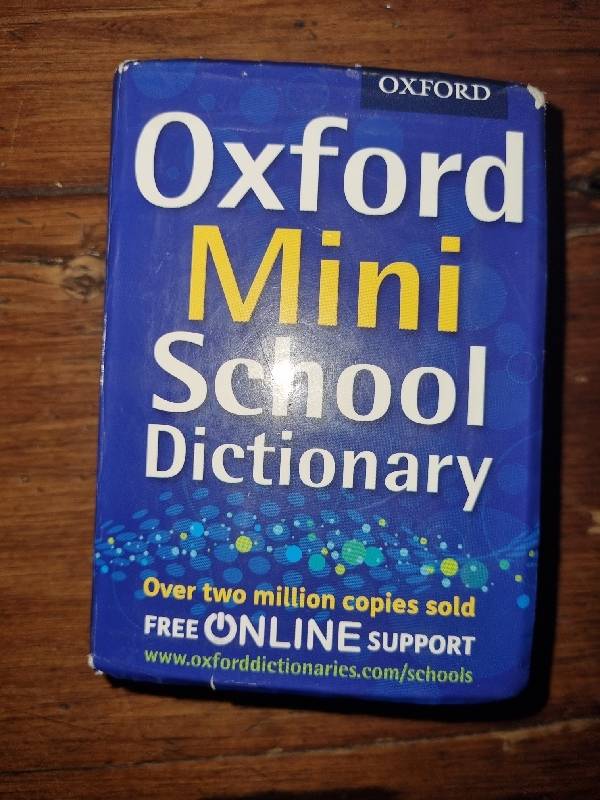 OXFORD
Oxford
Mini
School
Dictionary
Over two million copies sold
FREE ONLINE SUPPORT
www.oxforddictionaries.com/schools